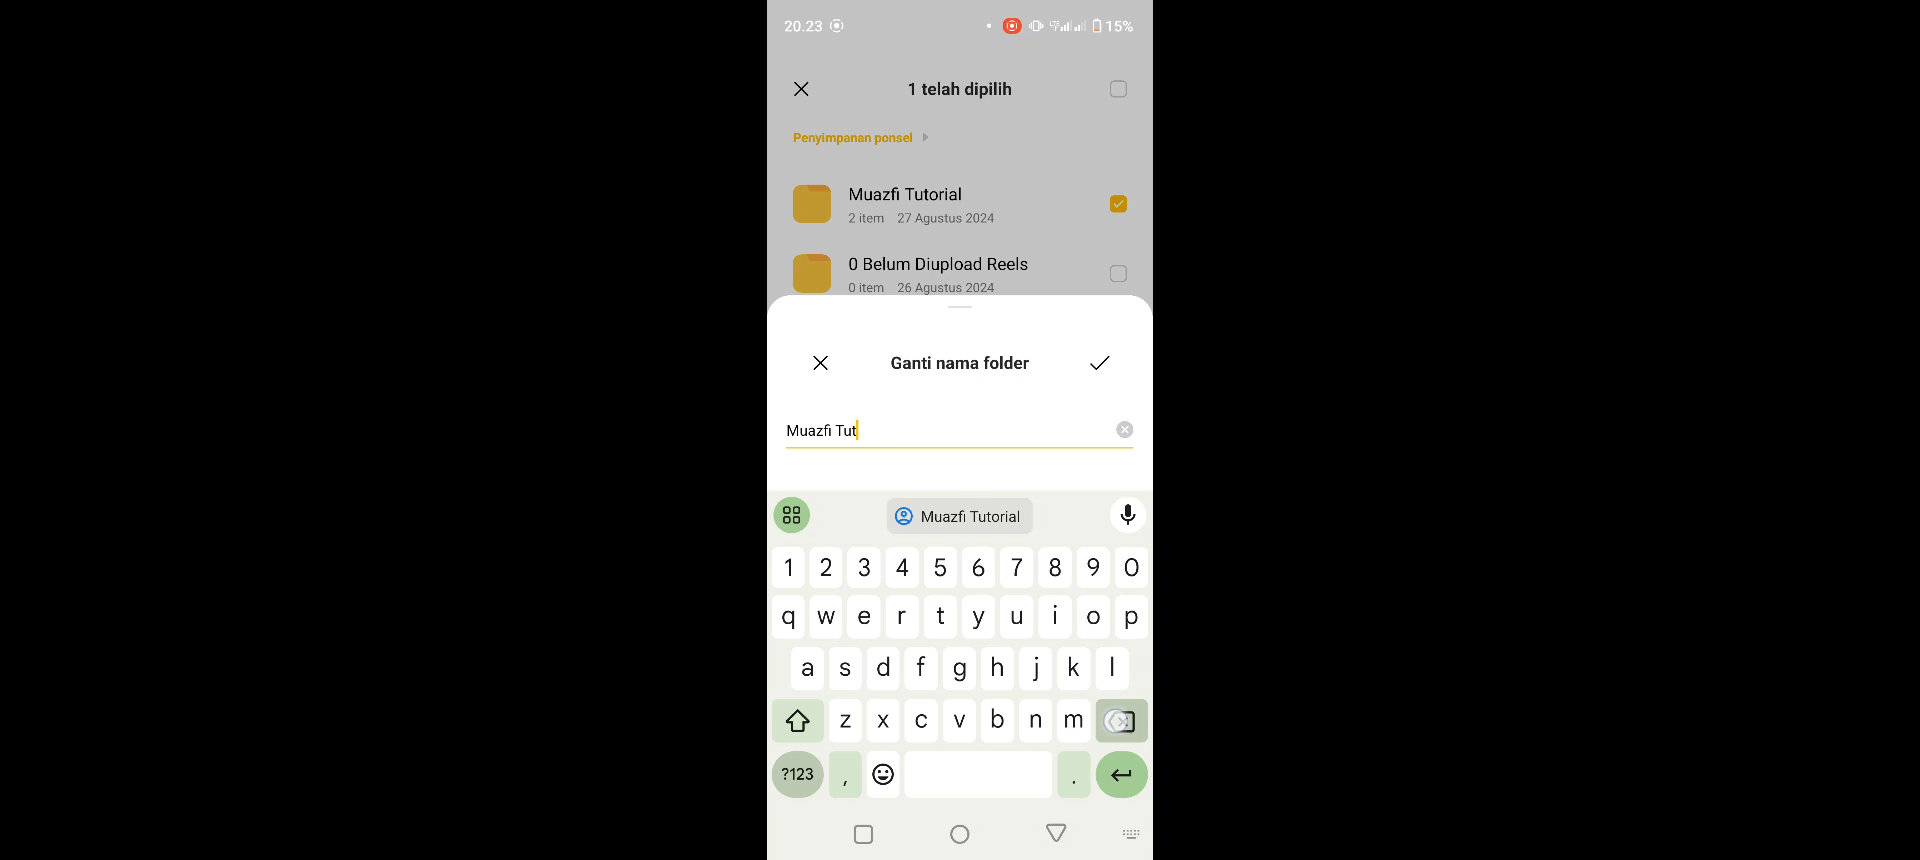 20.23 15%
1 telah dipilih
Penyimpanan ponsel
Muazfi Tutorial
2 item 27 Agustus 2024
0 Belum Diupload Reels
0 item 26 Agustus 2024
Ganti nama folder
Muazfi Tut
Muazfi Tutorial
1 2 3 4 5 6 7 8 9 0
q w e r t y u i o p
a s d f g h j k l
z x c v b n m
?123 , .